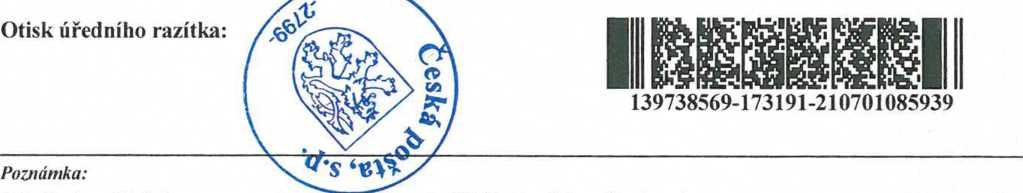 Otisk úředního razítka:
-2799-
Česká pošta, s.p.
139738569-173191-210701085939
Poznámka: